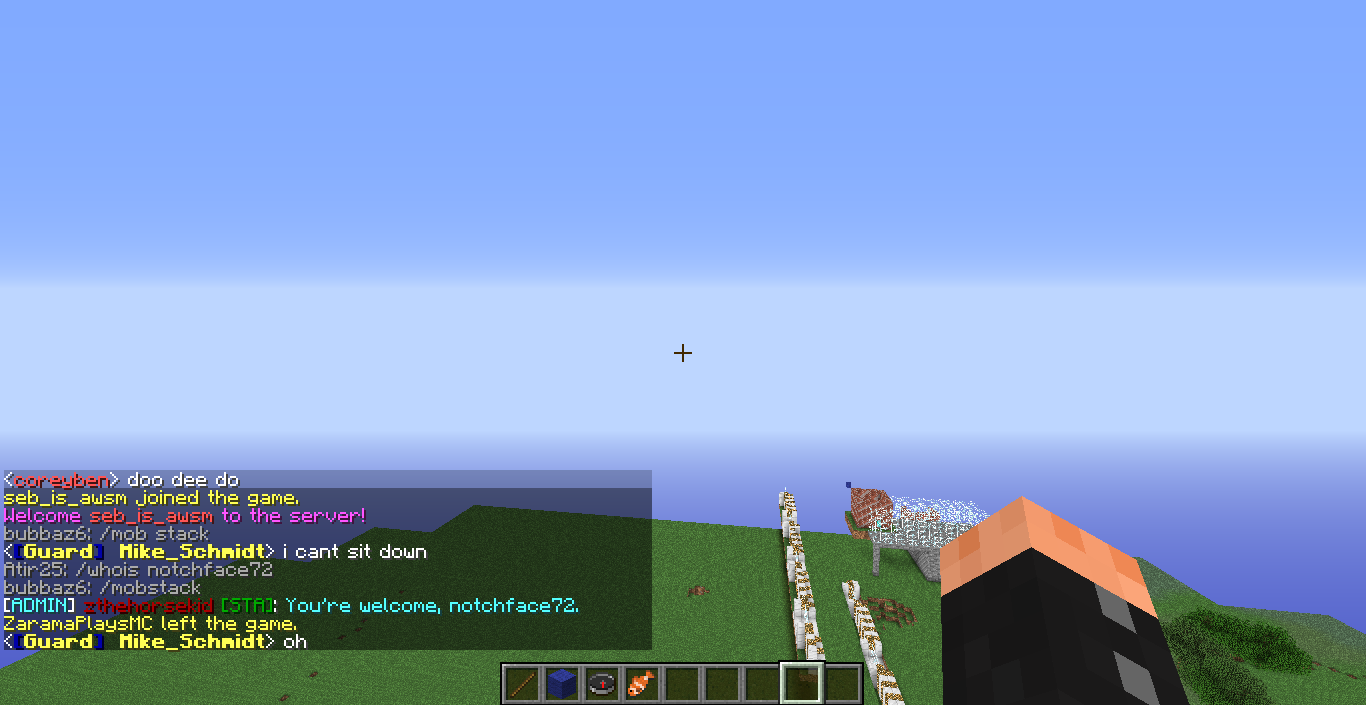 <coreyben> doo dee do
seb_is_awsm joined the game.
Welcome seb_is_awsm to the server!
bubbaz6: /mob stack
<[Guard] Mike_Schmidt> i cant sit down
Atir25: /whois notchface72
bubbaz6: /mobstack
[ADMIN] zthehorsekid [STA]: You're welcome, notchface72.
ZaramaPlaysMC left the game.
<[Guard] Mike_Schmidt> oh